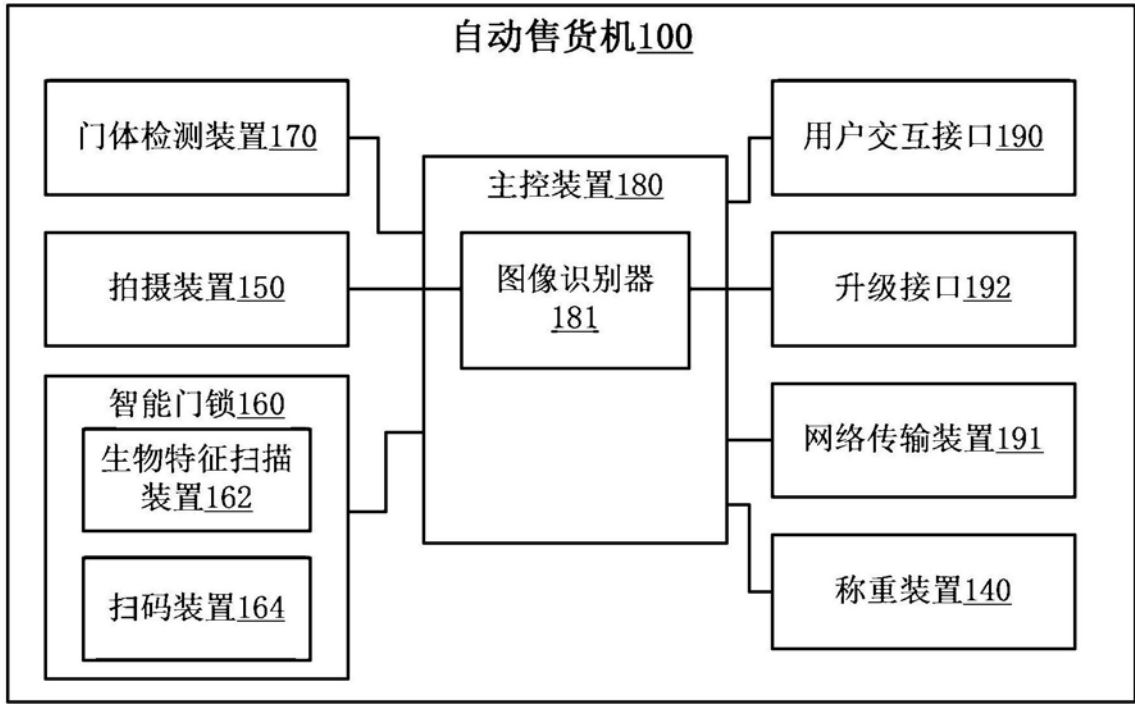 自动售货机100
门体检测装置170
拍摄装置150
智能门锁160
生物特征扫描
装置162
扫码装置164
主控装置180
图像识别器
181
用户交互接口190
升级接口192
网络传输装置191
称重装置140